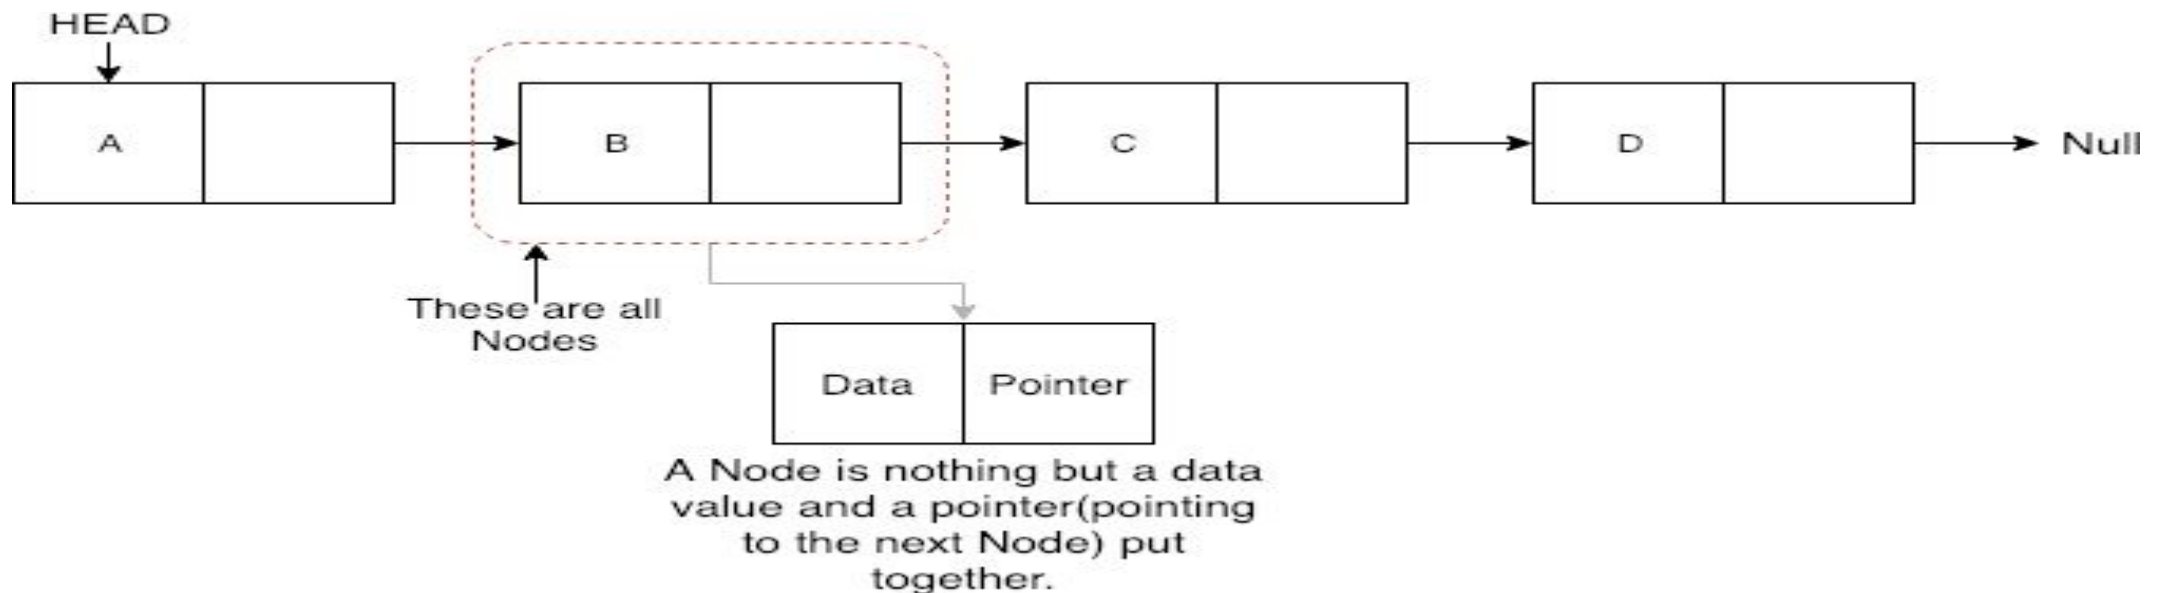 HEAD
A
B
C
D
Null
These are all
Nodes
Data
Pointer
A Node is nothing but a data
value and a pointer(pointing
to the next Node) put
together.